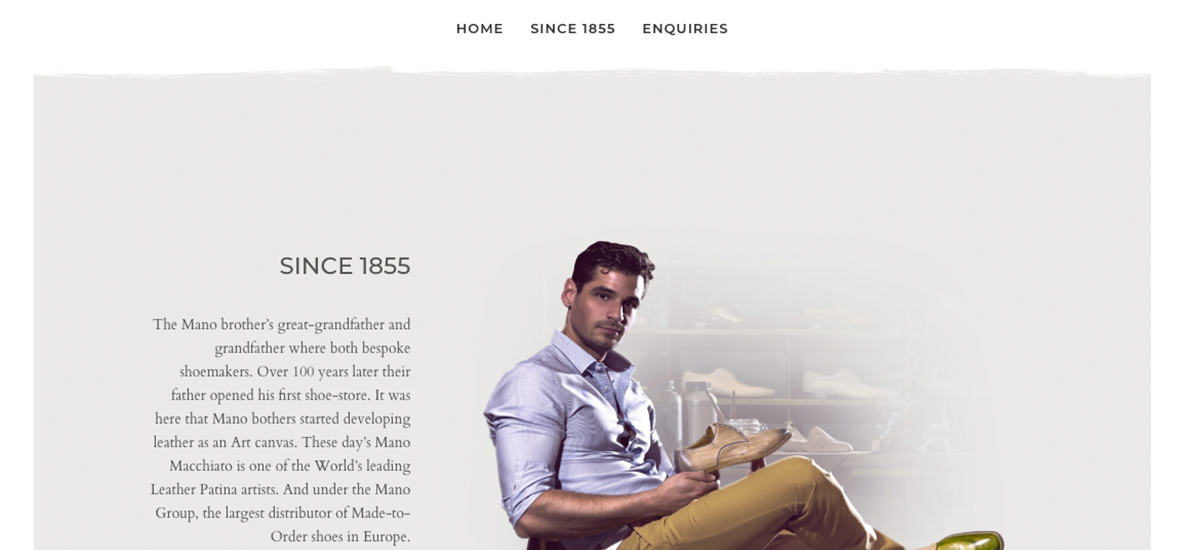 HOME SINCE 1855 ENQUIRIES
SINCE 1855
The Mano brother's great-grandfather and
grandfather where both bespoke
shoemakers. Over 100 years later their
father opened his first shoe-store. It was
here that Mano bothers started developing
leather as an Art canvas. These day's Mano
Macchiato is one of the World's leading
Leather Patina artists. And under the Mano
Group, the largest distributor of Made-to-
Order shoes in Europe.